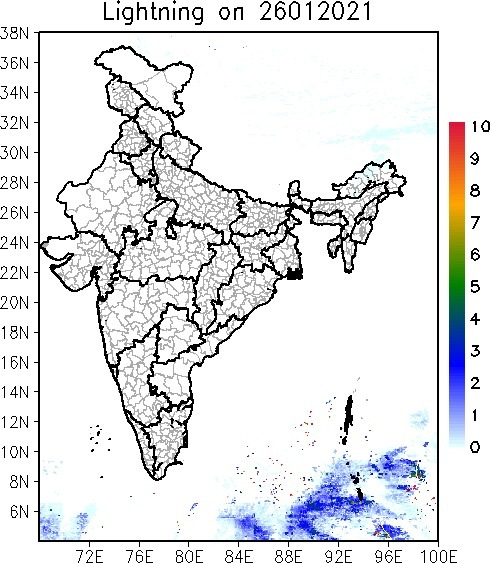 Lightning on 26012021
38N
36N
34N
32N
30N
28N
26N
24N
22N
20N
18N
16N
14N
12N
10N
8N
6N
72E 76E 80E 84E 88E 92E 96E 100E
10
9
8
7
6
5
4
3
2
1
0